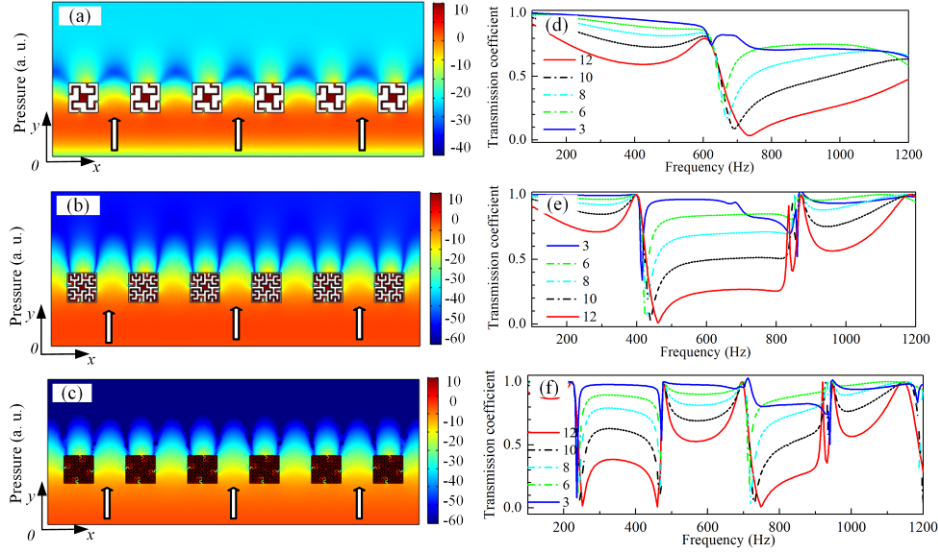 (a)
Pressure (a. u.)
y
0
x
10
0
-10
-20
-30
-40
(d)
Transmission coefficient
1.0
0.5
0.0
12
10
8
6
3
200 400 600 800 1000 1200
Frequency (Hz)
(b)
Pressure (a. u.)
y
0
x
10
0
-10
-20
-30
-40
-50
-60
(e)
Transmission coefficient
1.0
0.5
0.0
3
6
8
10
12
200 400 600 800 1000 1200
Frequency (Hz)
(c)
Pressure (a. u.)
y
0
x
10
0
-10
-20
-30
-40
-50
-60
(f)
Transmission coefficient
1.0
0.5
0.0
12
10
8
6
3
200 400 600 800 1000 1200
Frequency (Hz)